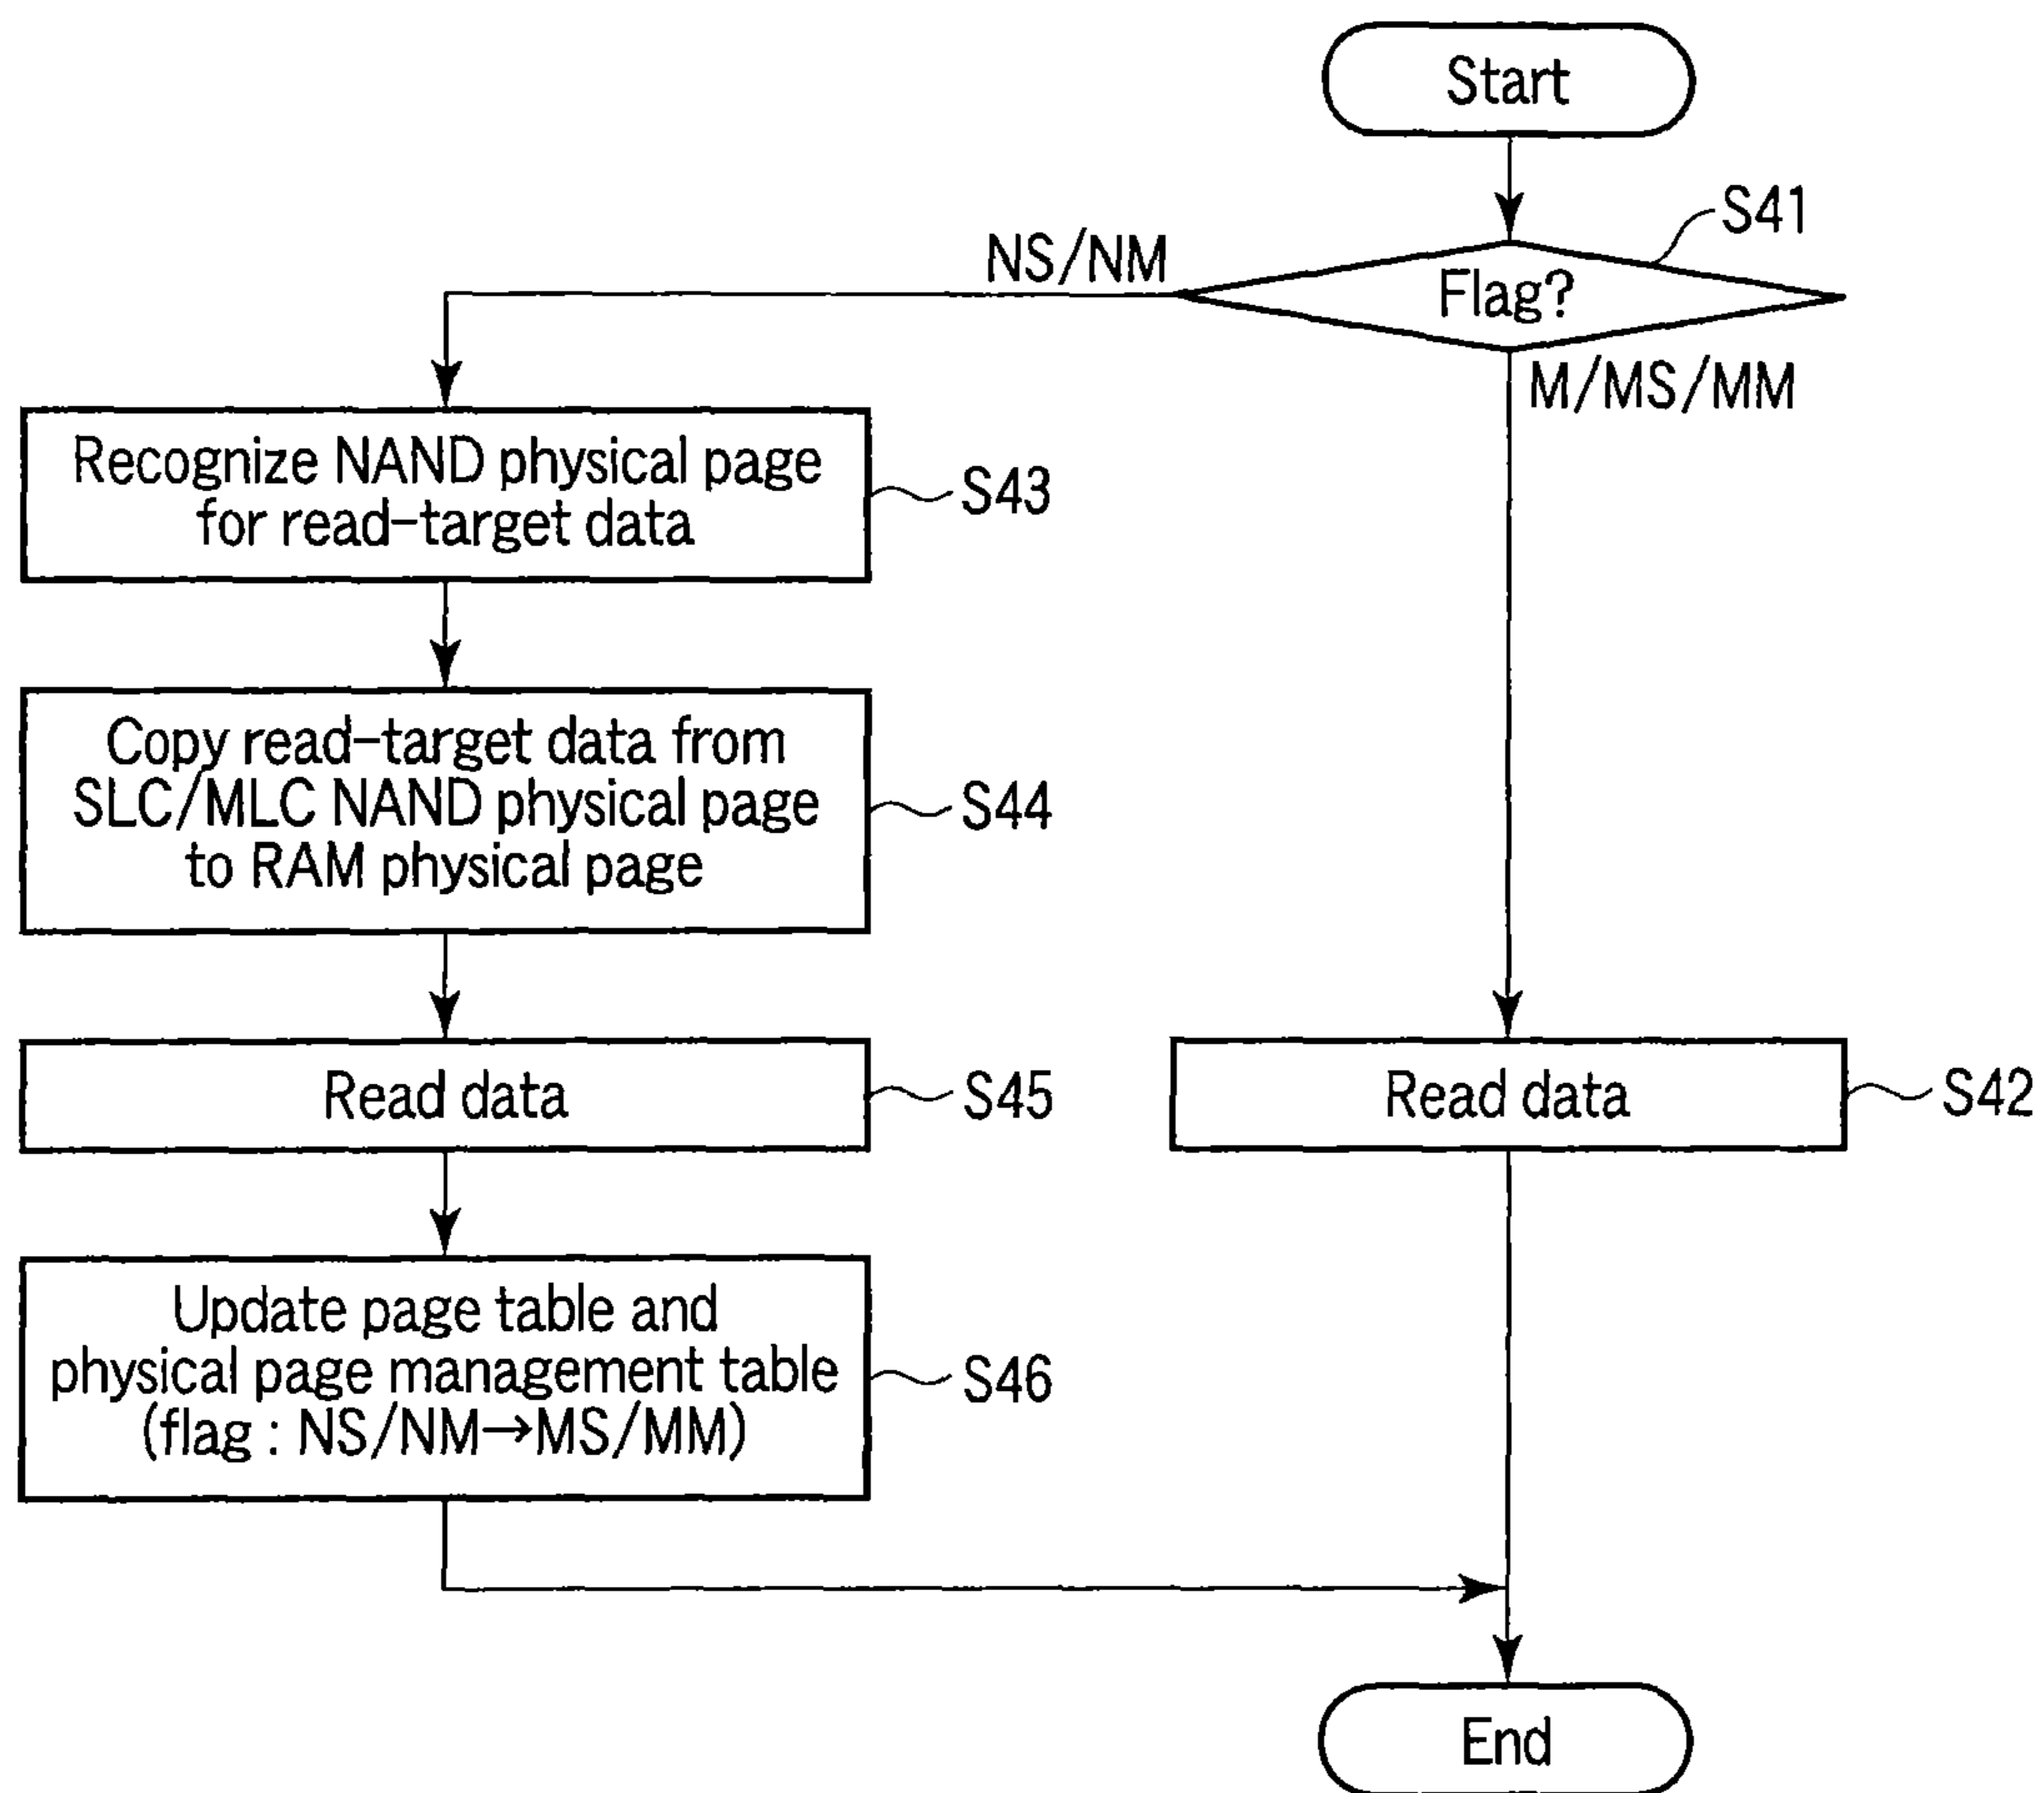 Start
S41
Flag?
NS/NM
M/MS/MM
Recognize NAND physical page
for read-target data
S43
Copy read-target data from
SLC/MLC NAND physical page
to RAM physical page
S44
Read data
S45
Read data
S42
Update page table and
physical page management table
(flag : NS/NM→MS/MM)
S46
End